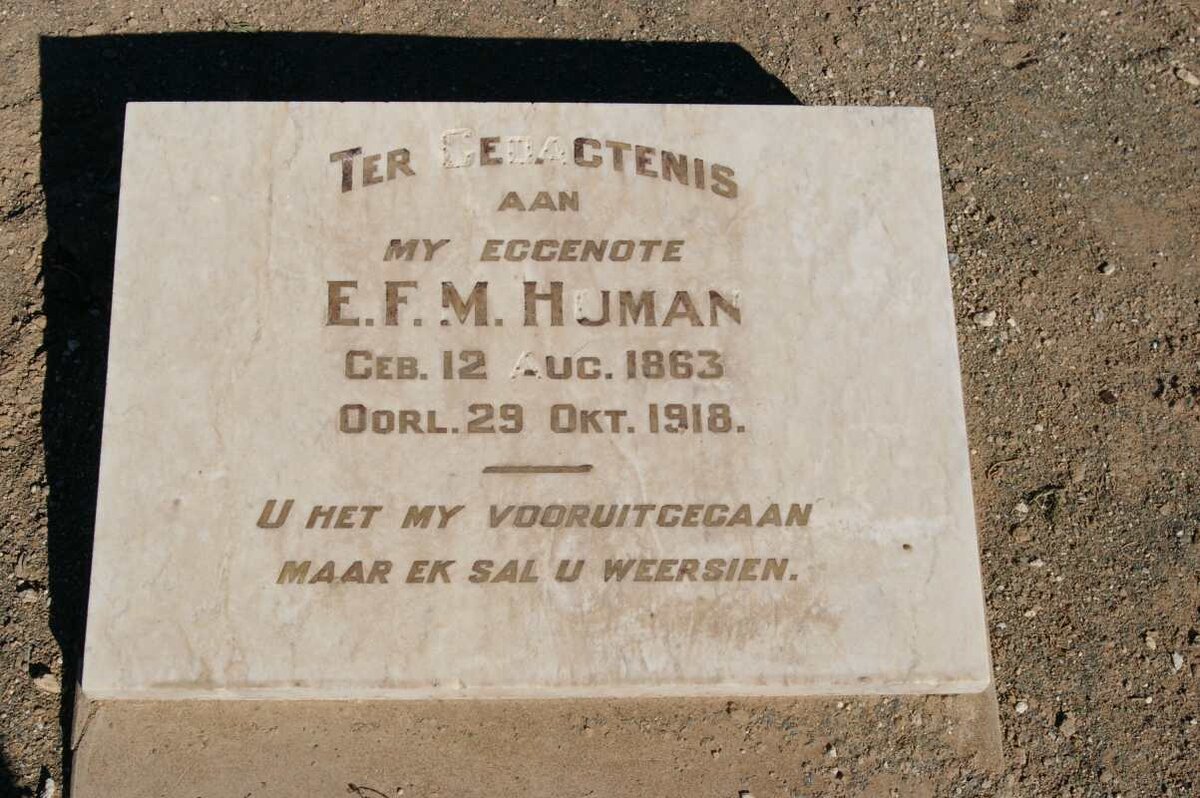 TER GEDACTENIS
AAN
MY EGGENOTE
E.F.M. HUMAN
GEB. 12 AUG. 1863
OORL. 29 OKT. 1918.
U HET MY VOORUITGEGAAN
MAAR EK SAL U WEERSIEN.